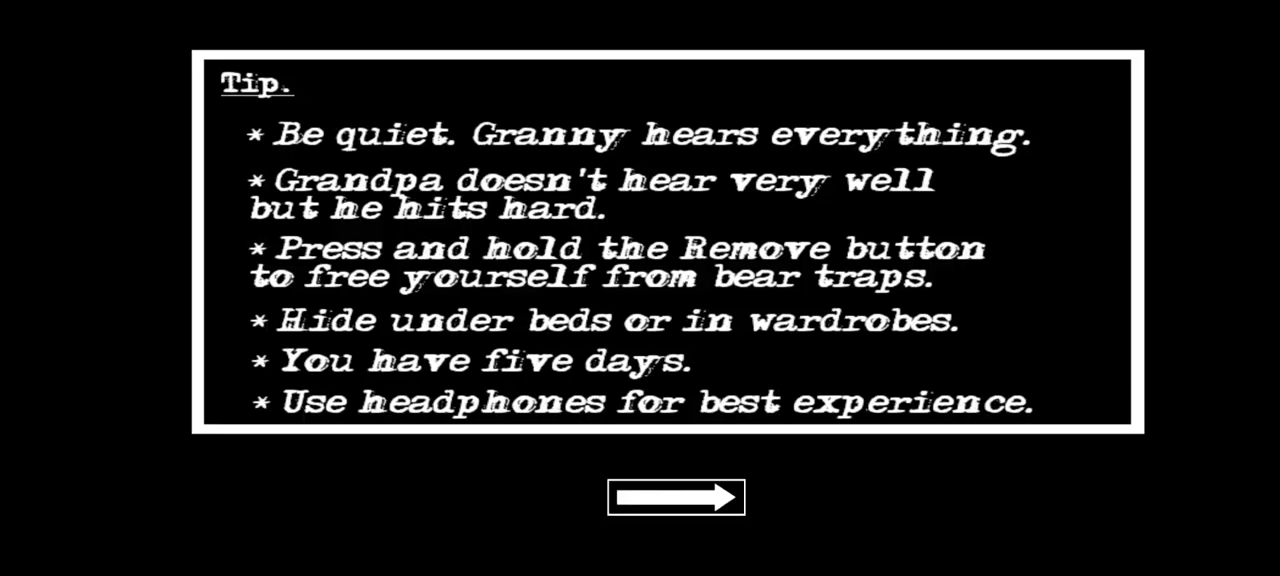 Tip.
* Be quiet. Granny hears everything.
* Grandpa doesn't hear very well
but he hits hard.
* Press and hold the Remove button
to free yourself from bear traps.
* Hide under beds or in wardrobes.
* You have five days.
* Use headphones for best experience.